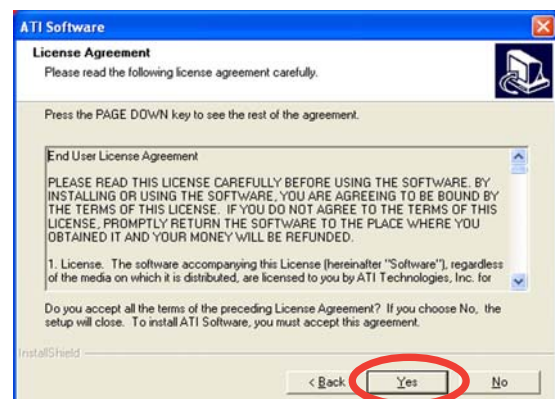 ATI Software
License Agreement
Please read the following license agreement carefully.
Press the PAGE DOWN key to see the rest of the agreement.
End User License Agreement
PLEASE READ THIS LICENSE CAREFULLY BEFORE USING THE SOFTWARE. BY
INSTALLING OR USING THE SOFTWARE, YOU ARE AGREEING TO BE BOUND BY
THE TERMS OF THIS LICENSE. IF YOU DO NOT AGREE TO THE TERMS OF THIS
LICENSE, PROMPTLY RETURN THE SOFTWARE TO THE PLACE WHERE YOU
OBTAINED IT AND YOUR MONEY WILL BE REFUNDED.
1. License. The software accompanying this License (hereinafter "Software"), regardless
of the media on which it is distributed, are licensed to you by ATI Technologies, Inc. for
Do you accept all the terms of the preceding License Agreement? If you choose No, the
setup will close. To install ATI Software, you must accept this agreement.
InstallShield
< Back Yes No